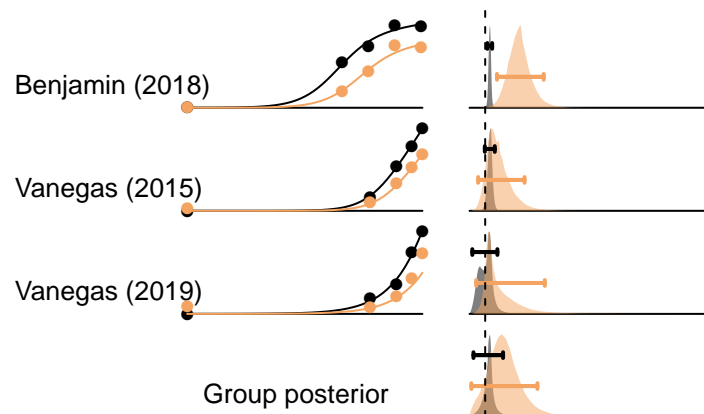 Benjamin (2018)
Vanegas (2015)
Vanegas (2019)
Group posterior